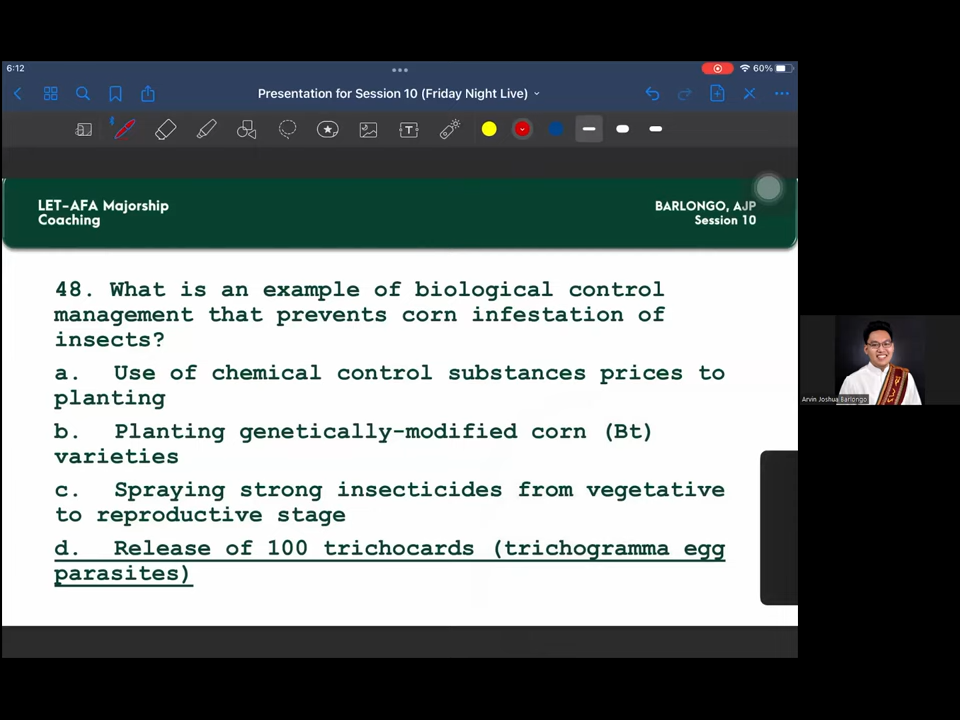 6:12
60%
Presentation for Session 10 (Friday Night Live)
T
LET-AFA Majorship
Coaching
BARLONGO, AJP
Session 10
48. What is an example of biological control
management that prevents corn infestation of
insects?
a. Use of chemical control substances prices to
planting
b. Planting genetically-modified corn (Bt)
varieties
c. Spraying strong insecticides from vegetative
to reproductive stage
d. Release of 100 trichocards (trichogramma egg
parasites)
Arvin Joshua Barlongo